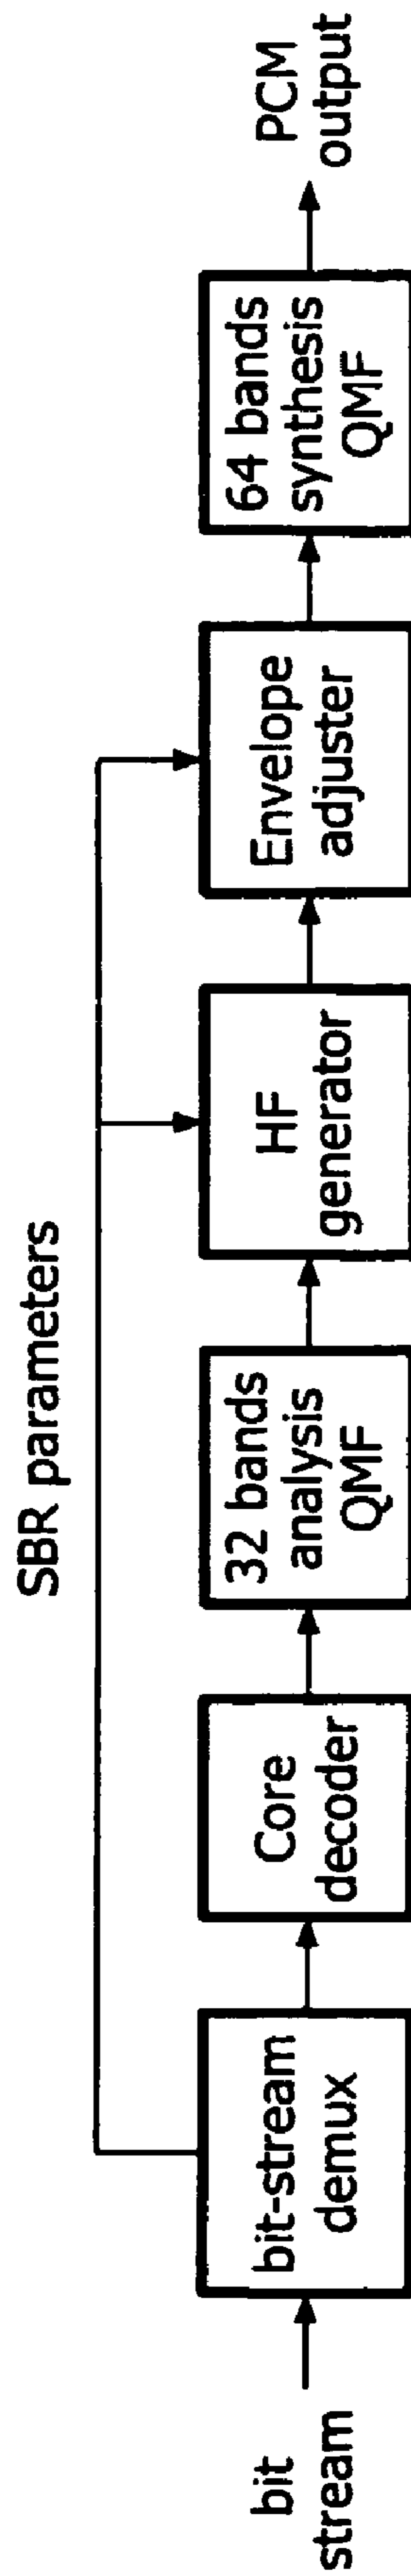 SBR parameters
bit
stream
bit-stream
demux
Core
decoder
32 bands
analysis
QMF
HF
generator
Envelope
adjuster
64 bands
synthesis
QMF
PCM
output